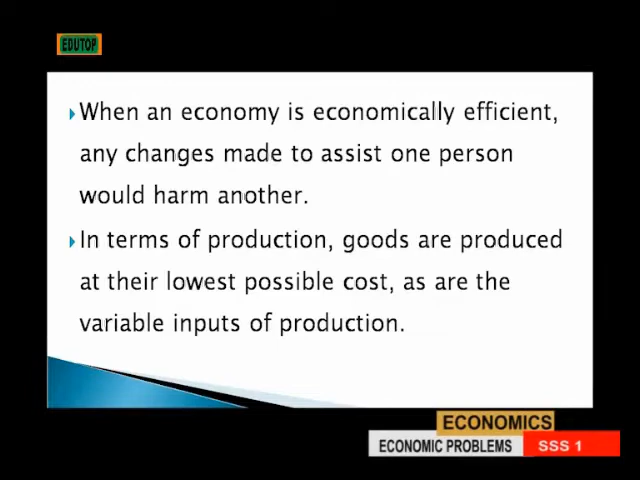 EDUTOP
When an economy is economically efficient,
any changes made to assist one person
would harm another.
In terms of production, goods are produced
at their lowest possible cost, as are the
variable inputs of production.
ECONOMICS
ECONOMIC PROBLEMS SSS 1